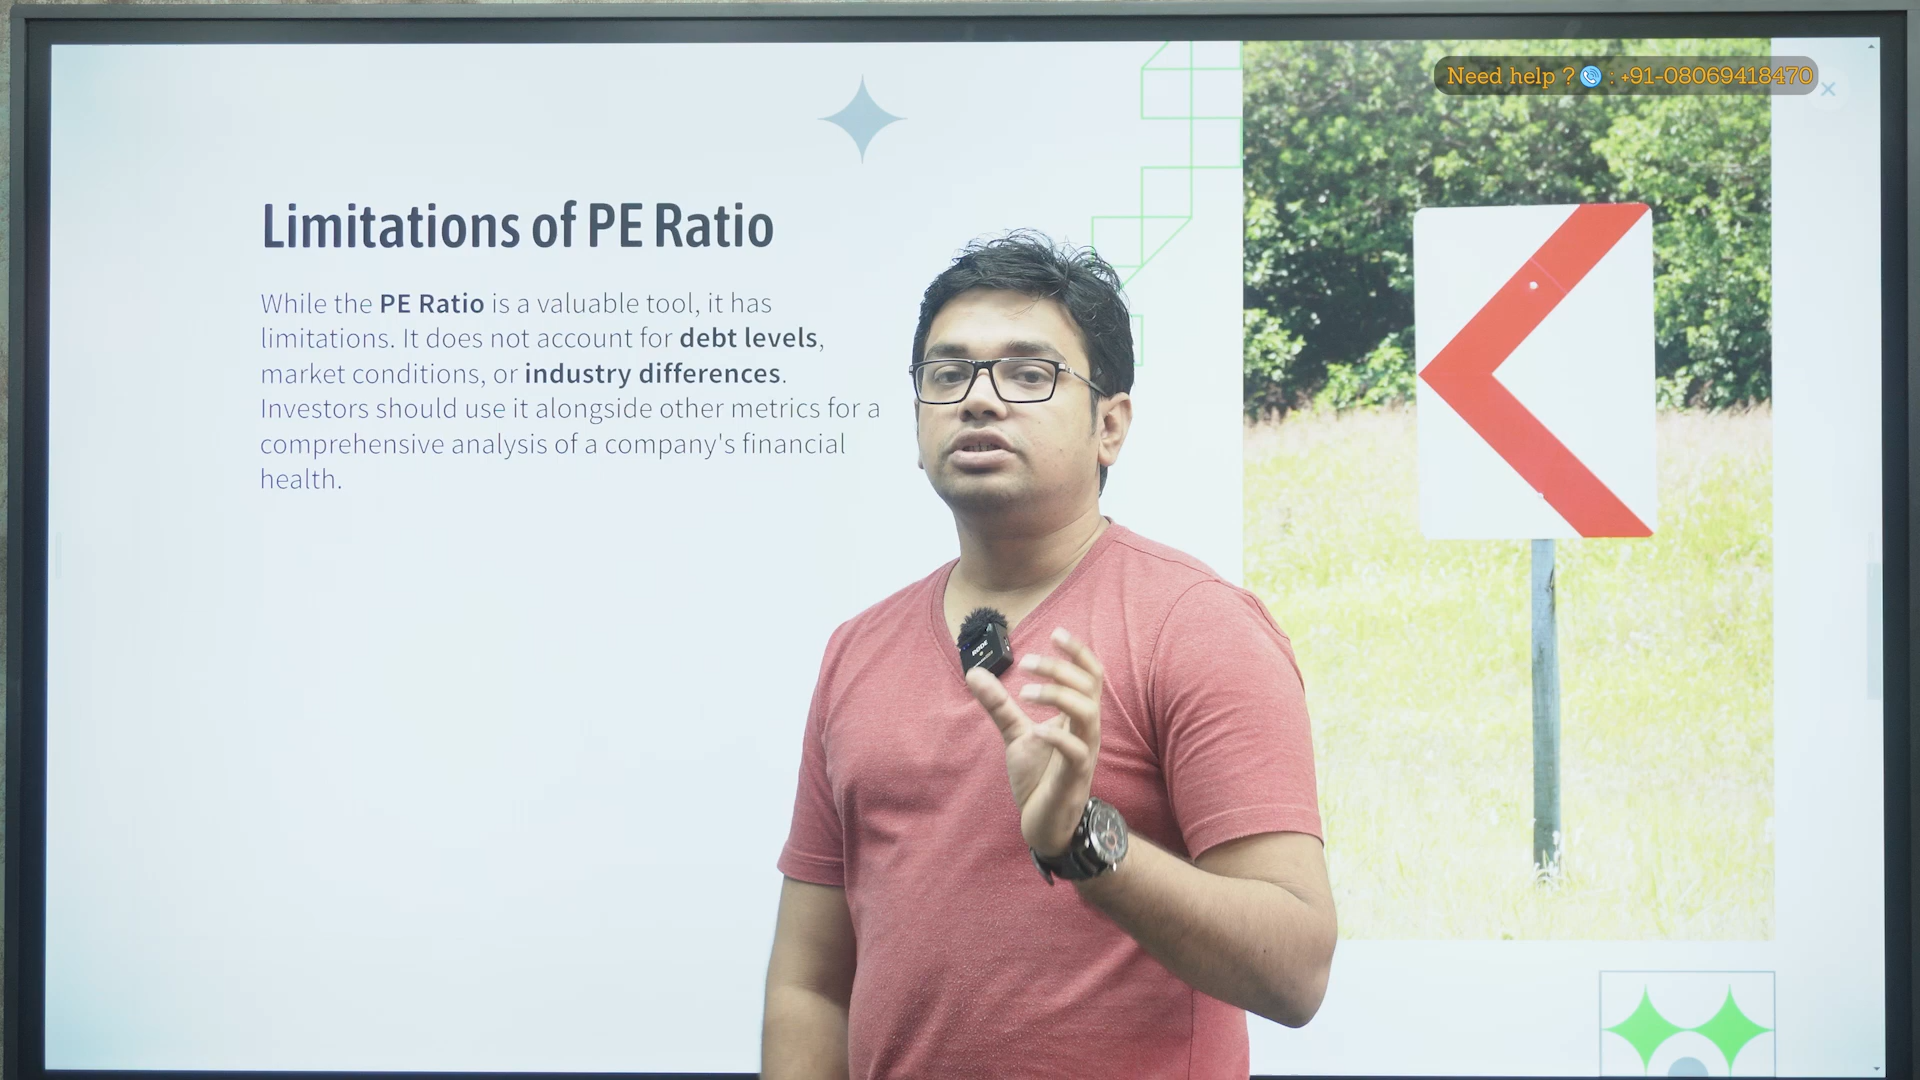 Need help ? : +91-08069418470
Limitations of PE Ratio
While the PE Ratio is a valuable tool, it has
limitations. It does not account for debt levels,
market conditions, or industry differences.
Investors should use it alongside other metrics for a
comprehensive analysis of a company's financial
health.